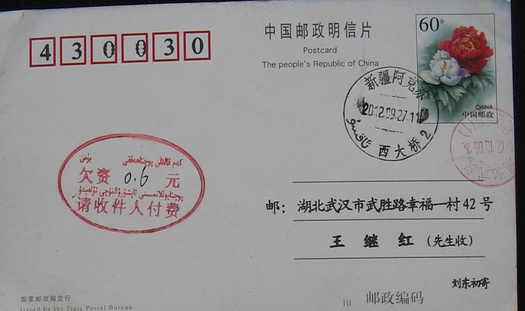 430030
中国邮政明信片
Postcard
The people's Republic of China
60分
CHINA
中国邮政
新疆阿克苏
2012.09.27.11
西大桥2
欠资 0.6 元
请收件人付费
邮：湖北武汉市武胜路幸福一村42号
王继红（先生收）
刘东初寄
国家邮政局发行
Issued by the State Postal Bureau
10 邮政编码